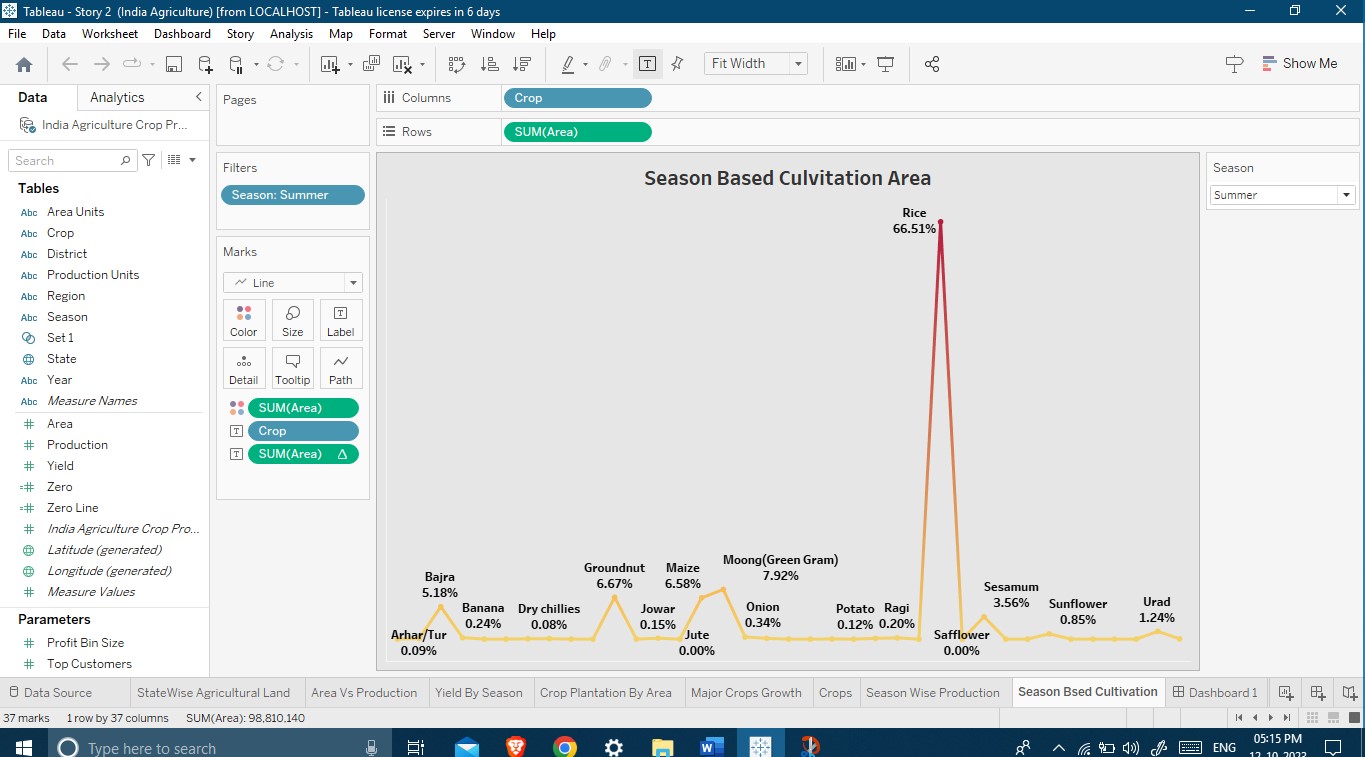 Tableau - Story 2 (India Agriculture) [from LOCALHOST] - Tableau license expires in 6 days
File Data Worksheet Dashboard Story Analysis Map Format Server Window Help
Fit Width
Show Me
Data Analytics
India Agriculture Crop Pr...
Search
Tables
Abc Area Units
Abc Crop
Abc District
Abc Production Units
Abc Region
Abc Season
Set 1
State
Abc Year
Abc Measure Names
# Area
# Production
# Yield
=# Zero
=# Zero Line
# India Agriculture Crop Pro...
Latitude (generated)
Longitude (generated)
# Measure Values
Parameters
# Profit Bin Size
# Top Customers
Pages
Filters
Season: Summer
Marks
Line
Color Size Label
Detail Tooltip Path
SUM(Area)
Crop
SUM(Area) Δ
Columns Crop
Rows SUM(Area)
Season Based Culvitation Area
Rice
66.51%
Moong(Green Gram)
7.92%
Groundnut
6.67%
Maize
6.58%
Bajra
5.18%
Sesamum
3.56%
Banana
0.24%
Dry chillies
0.08%
Jowar
0.15%
Onion
0.34%
Potato
0.12%
Ragi
0.20%
Sunflower
0.85%
Urad
1.24%
Arhar/Tur
0.09%
Jute
0.00%
Safflower
0.00%
Season
Summer
Data Source StateWise Agricultural Land Area Vs Production Yield By Season Crop Plantation By Area Major Crops Growth Crops Season Wise Production Season Bsed Cultivation Dashboard 1
37 marks 1 row by 37 columns SUM(Area): 98,810,140
Type here to search
ENG
05:15 PM
12-10-2023